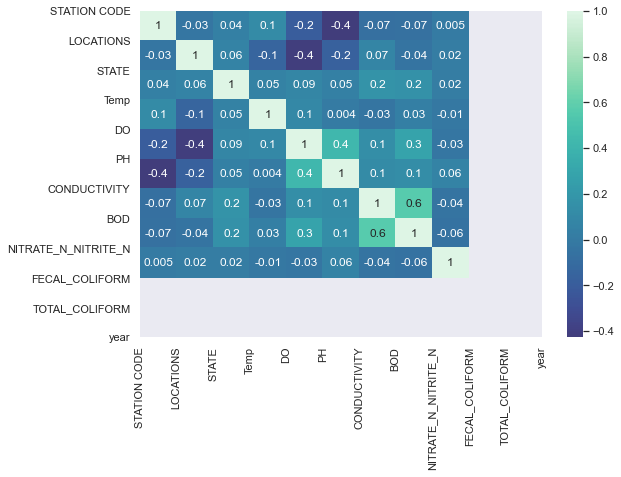 STATION CODE
1 -0.03 0.04 0.1 -0.2 -0.4 -0.07 -0.07 0.005
LOCATIONS
-0.03 1 0.06 -0.1 -0.4 -0.2 0.07 -0.04 0.02
STATE
0.04 0.06 1 0.05 0.09 0.05 0.2 0.2 0.02
Temp
0.1 -0.1 0.05 1 0.1 0.004 -0.03 0.03 -0.01
DO
-0.2 -0.4 0.09 0.1 1 0.4 0.1 0.3 -0.03
PH
-0.4 -0.2 0.05 0.004 0.4 1 0.1 0.1 0.06
CONDUCTIVITY
-0.07 0.07 0.2 -0.03 0.1 0.1 1 0.6 -0.04
BOD
-0.07 -0.04 0.2 0.03 0.3 0.1 0.6 1 -0.06
NITRATE_N_NITRITE_N
0.005 0.02 0.02 -0.01 -0.03 0.06 -0.04 -0.06 1
FECAL_COLIFORM
TOTAL_COLIFORM
year
STATION CODE
LOCATIONS
STATE
Temp
DO
PH
CONDUCTIVITY
BOD
NITRATE_N_NITRITE_N
FECAL_COLIFORM
TOTAL_COLIFORM
year
1.0
0.8
0.6
0.4
0.2
0.0
−0.2
−0.4